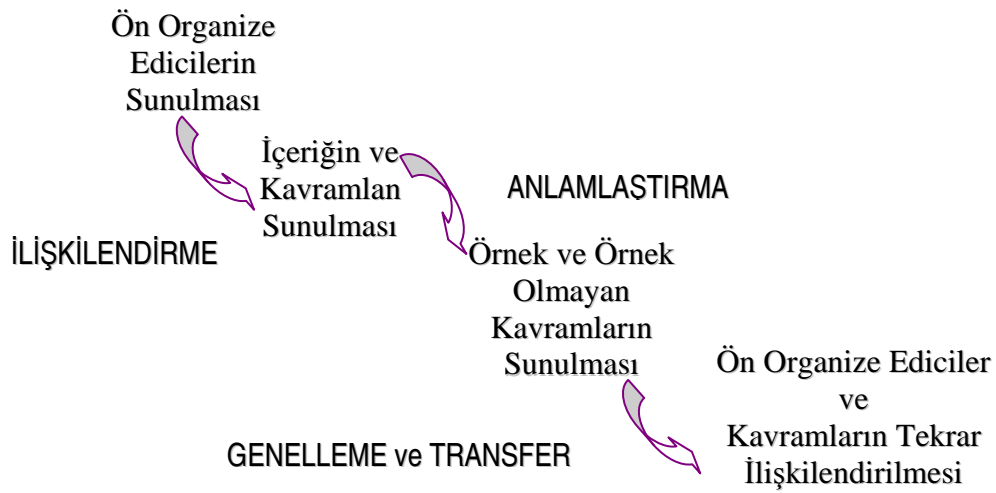 Ön Organize
Edicilerin
Sunulması
İçeriğin ve
Kavramlan
Sunulması
ANLAMLAŞTIRMA
İLİŞKİLENDİRME
Örnek ve Örnek
Olmayan
Kavramların
Sunulması
Ön Organize Ediciler
ve
Kavramların Tekrar
İlişkilendirilmesi
GENELLEME ve TRANSFER